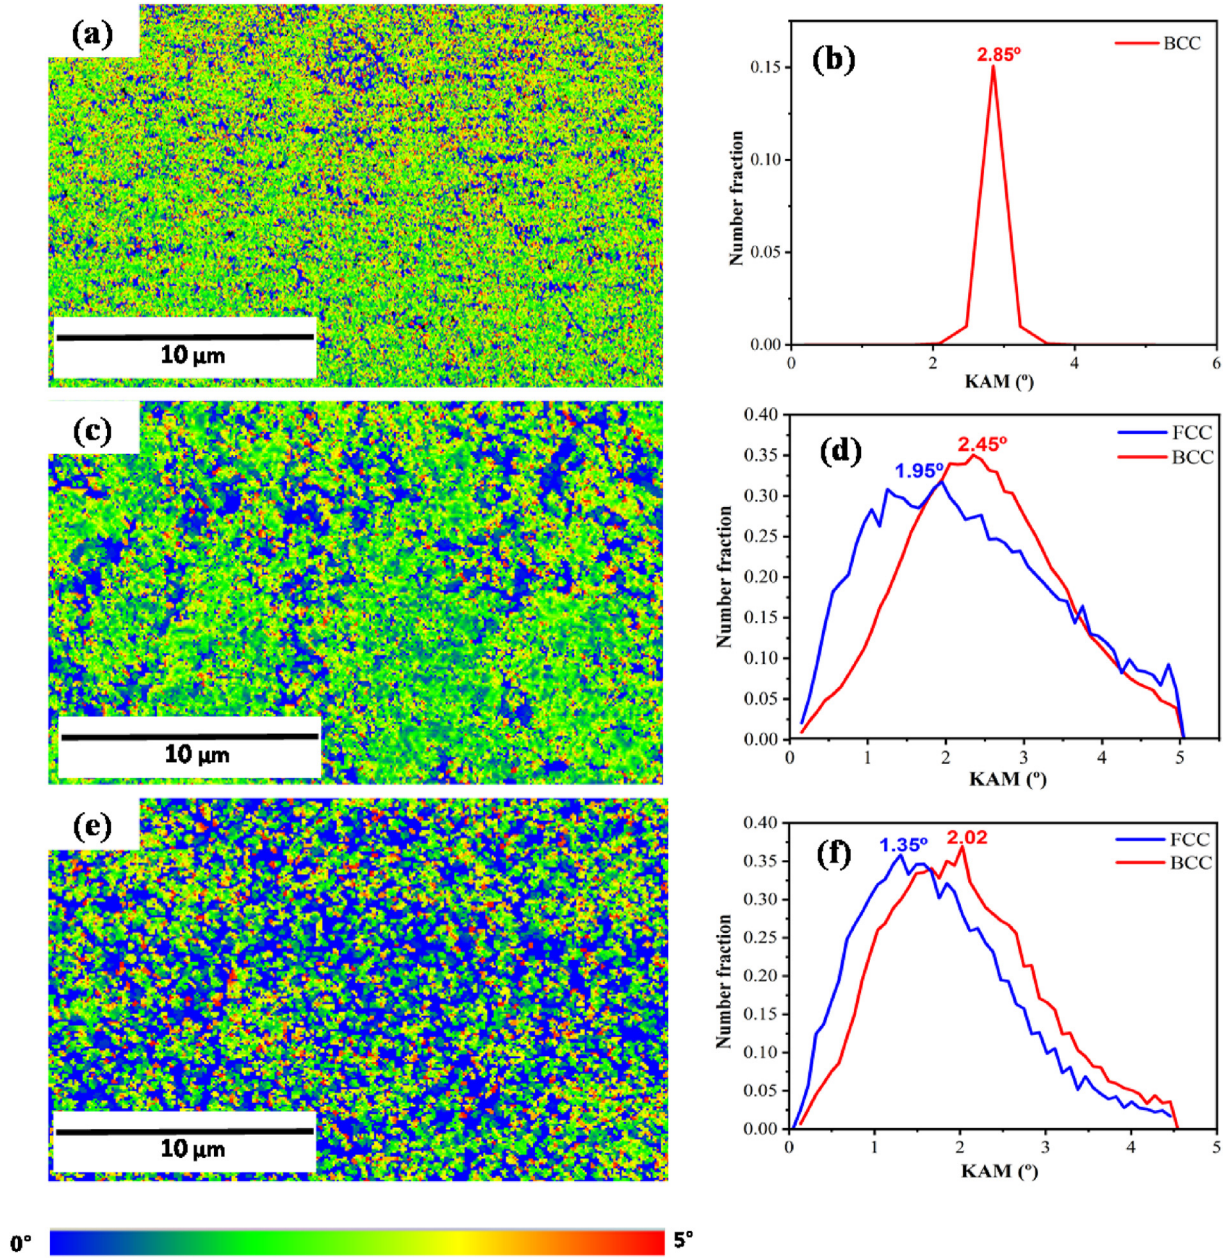 (a)
10 μm
(b)
2.85º
BCC
Number fraction
0.15
0.10
0.05
0.00
0 2 4 6
KAM (º)
(c)
10 μm
(d)
1.95º
2.45º
FCC
BCC
Number fraction
0.40
0.35
0.30
0.25
0.20
0.15
0.10
0.05
0.00
0 1 2 3 4 5
KAM (º)
(e)
10 μm
(f)
1.35º
2.02
FCC
BCC
Number fraction
0.40
0.35
0.30
0.25
0.20
0.15
0.10
0.05
0.00
0 1 2 3 4 5
KAM (º)
0° 5°